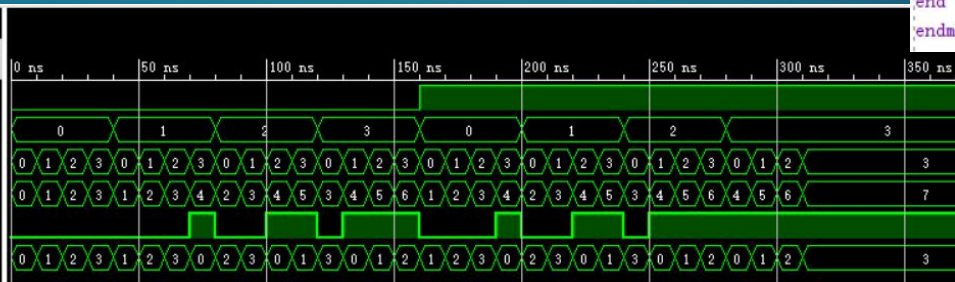 end
endm
0 ns 50 ns 100 ns 150 ns 200 ns 250 ns 300 ns 350 ns
0 1 2 3 0 1 2 3
0 1 2 3 0 1 2 3 0 1 2 3 0 1 2 3 0 1 2 3 0 1 2 3 0 1 2 3 0 1 2 3
0 1 2 3 1 2 3 4 2 3 4 5 3 4 5 6 1 2 3 4 2 3 4 5 3 4 5 6 4 5 6 7
0 1 2 3 1 2 3 0 2 3 0 1 3 0 1 2 1 2 3 0 2 3 0 1 3 0 1 2 0 1 2 3